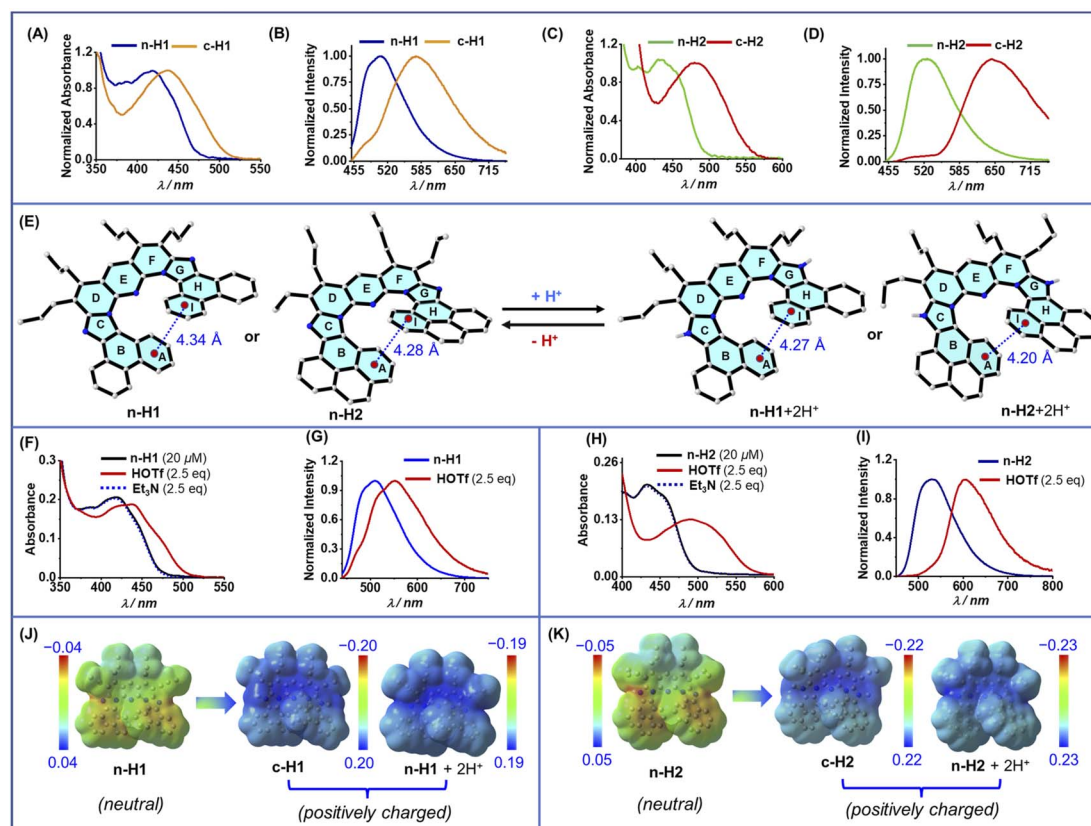 (A)
n-H1
c-H1
Normalized Absorbance
1.2
0.8
0.4
0.0
350 400 450 500 550
λ / nm
(B)
n-H1
c-H1
Normalized Intensity
1.00
0.75
0.50
0.25
0.00
455 520 585 650 715
λ / nm
(C)
n-H2
c-H2
Normalized Absorbance
1.2
0.8
0.4
0.0
400 450 500 550 600
λ / nm
(D)
n-H2
c-H2
Normalized Intensity
1.00
0.75
0.50
0.25
0.00
455 520 585 650 715
λ / nm
(E)
D E F G H I C B A
4.34 Å
n-H1
or
D E F G H I C B A
4.28 Å
n-H2
+ H⁺
- H⁺
D E F G H I C B A
4.27 Å
n-H1+2H⁺
or
D E F G H I C B A
4.20 Å
n-H2+2H⁺
(F)
n-H1 (20 μM)
HOTf (2.5 eq)
Et₃N (2.5 eq)
Absorbance
0.3
0.2
0.1
0.0
350 400 450 500 550
λ / nm
(G)
n-H1
HOTf (2.5 eq)
Normalized Intensity
1.2
0.8
0.4
0.0
500 600 700
λ / nm
(H)
n-H2 (20 μM)
HOTf (2.5 eq)
Et₃N (2.5 eq)
Absorbance
0.26
0.13
0.00
400 450 500 550 600
λ / nm
(I)
n-H2
HOTf (2.5 eq)
Normalized Intensity
1.2
0.8
0.4
0.0
500 600 700 800
λ / nm
(J)
−0.04
0.04
n-H1
(neutral)
c-H1
−0.20
0.20
n-H1 + 2H⁺
−0.19
0.19
(positively charged)
(K)
−0.05
0.05
n-H2
(neutral)
c-H2
−0.22
0.22
n-H2 + 2H⁺
−0.23
0.23
(positively charged)